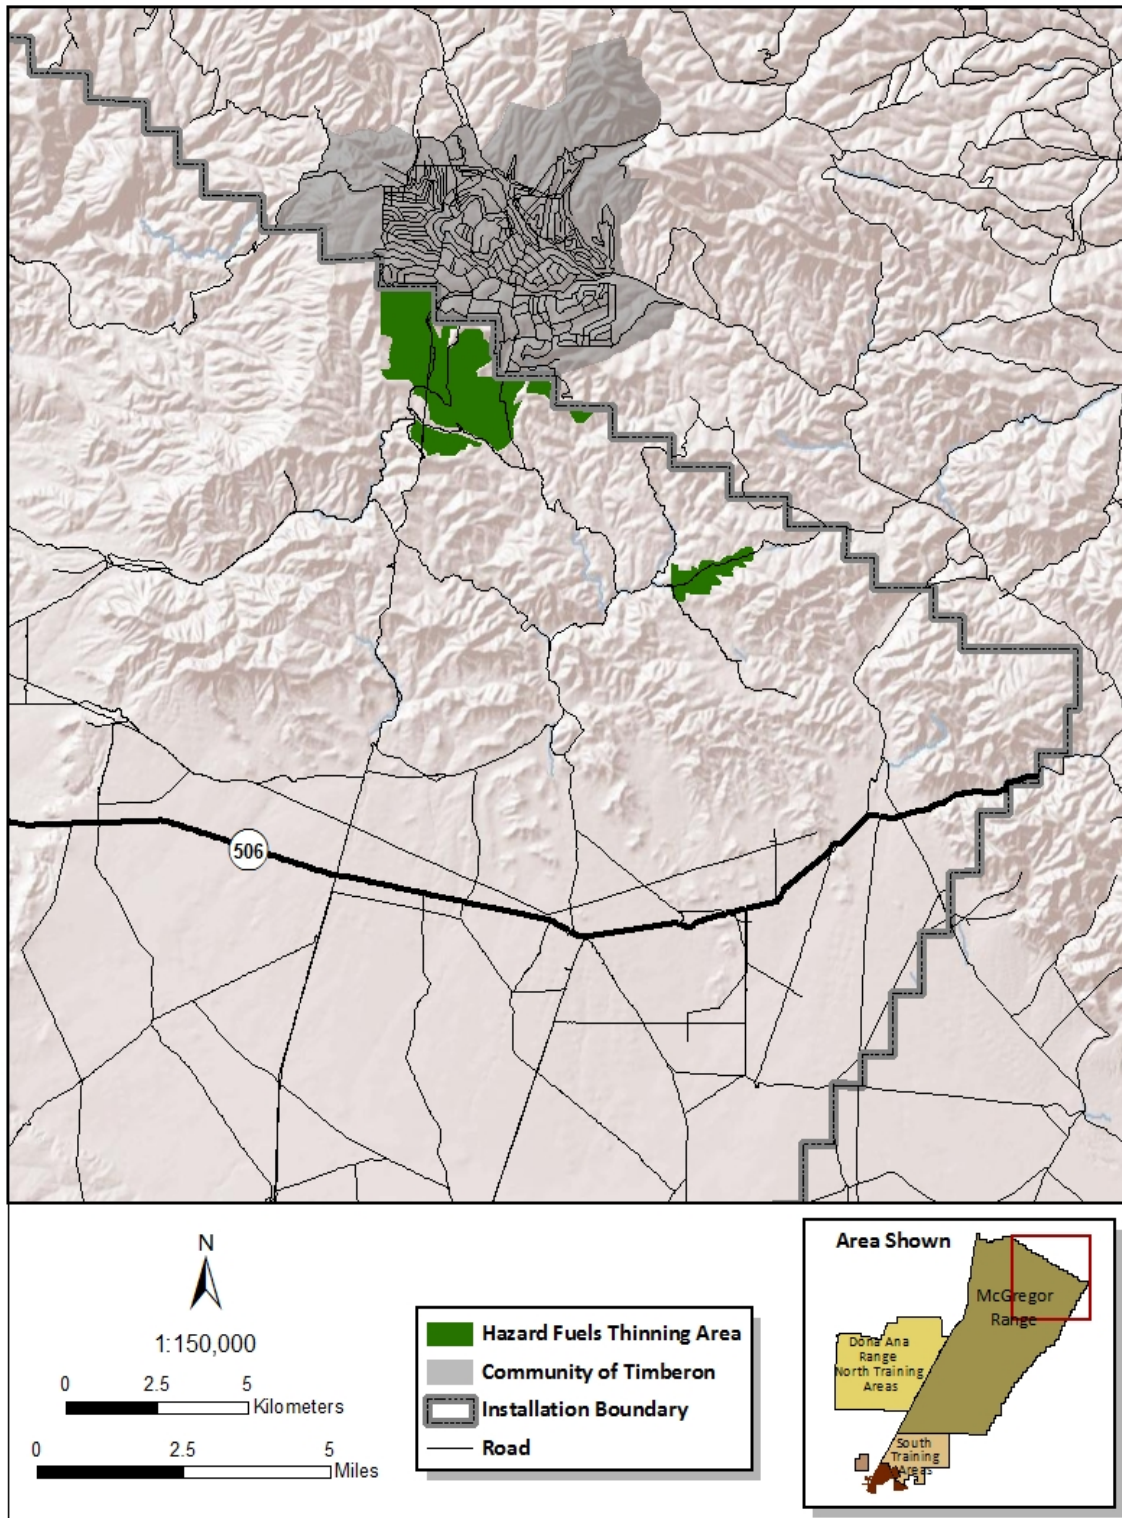 506
N
1:150,000
0 2.5 5
Kilometers
0 2.5 5
Miles
Hazard Fuels Thinning Area
Community of Timberon
Installation Boundary
Road
Area Shown
McGregor
Range
Dona Ana
Range
North Training
Areas
South
Training
Areas